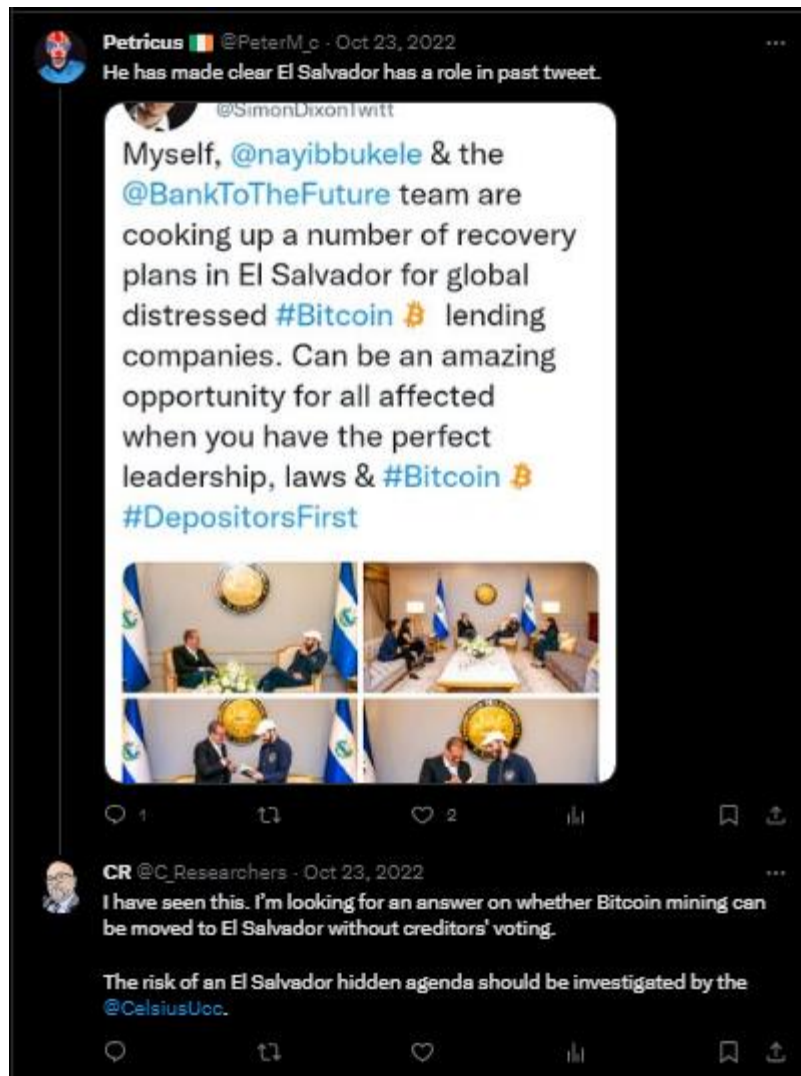 Petricus @PeterM_c · Oct 23, 2022
He has made clear El Salvador has a role in past tweet.
@SimonDixonTwitt
Myself, @nayibbukele & the
@BankToTheFuture team are
cooking up a number of recovery
plans in El Salvador for global
distressed #Bitcoin lending
companies. Can be an amazing
opportunity for all affected
when you have the perfect
leadership, laws & #Bitcoin
#DepositorsFirst
1 2
CR @C_Researchers · Oct 23, 2022
I have seen this. I'm looking for an answer on whether Bitcoin mining can
be moved to El Salvador without creditors' voting.
The risk of an El Salvador hidden agenda should be investigated by the
@CelsiusUcc.